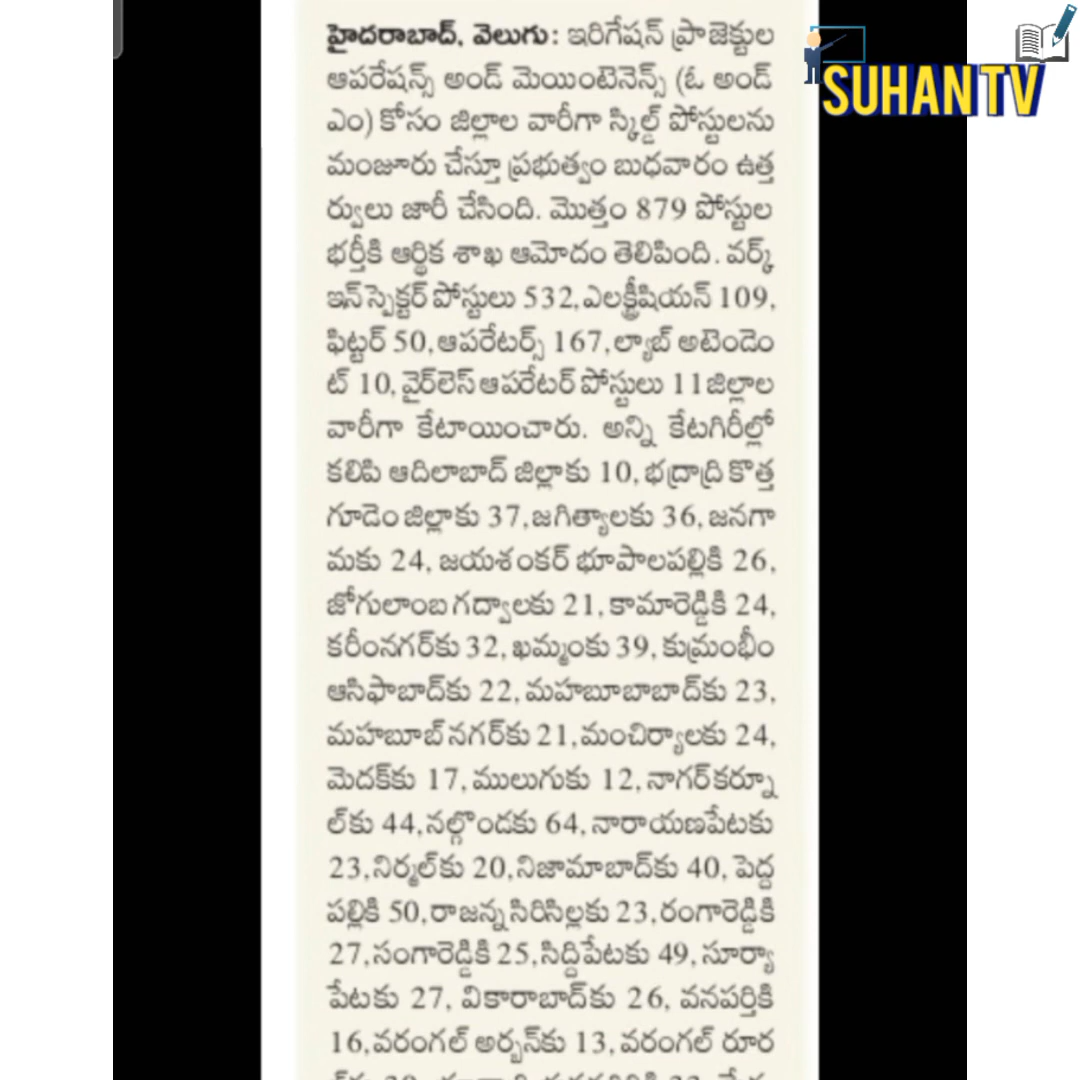 SUHANTV
హైదరాబాద్, వెలుగు: ఇరిగేషన్ ప్రాజెక్టుల
ఆపరేషన్స్ అండ్ మెయింటెనెన్స్ (ఓ అండ్
ఎం) కోసం జిల్లాల వారీగా స్కిల్డ్ పోస్టులను
మంజూరు చేస్తూ ప్రభుత్వం బుధవారం ఉత్త
ర్వులు జారీ చేసింది. మొత్తం 879 పోస్టుల
భర్తీకి ఆర్థిక శాఖ ఆమోదం తెలిపింది. వర్క్
ఇన్‌స్పెక్టర్ పోస్టులు 532, ఎలక్ట్రీషియన్ 109,
ఫిట్టర్ 50, ఆపరేటర్స్ 167, ల్యాబ్ అటెండెం
ట్ 10, వైర్‌లెస్ ఆపరేటర్ పోస్టులు 11 జిల్లాల
వారీగా కేటాయించారు. అన్ని కేటగిరీల్లో
కలిపి ఆదిలాబాద్ జిల్లాకు 10, భద్రాద్రి కొత్త
గూడెం జిల్లాకు 37, జగిత్యాలకు 36, జనగా
మకు 24, జయశంకర్ భూపాలపల్లికి 26,
జోగులాంబ గద్వాలకు 21, కామారెడ్డికి 24,
కరీంనగర్‌కు 32, ఖమ్మంకు 39, కుమ్రంభీం
ఆసిఫాబాద్‌కు 22, మహబూబాబాద్‌కు 23,
మహబూబ్ నగర్‌కు 21, మంచిర్యాలకు 24,
మెదక్‌కు 17, ములుగుకు 12, నాగర్ కర్నూ
ల్‌కు 44, నల్గొండకు 64, నారాయణపేటకు
23, నిర్మల్‌కు 20, నిజామాబాద్‌కు 40, పెద్ద
పల్లికి 50, రాజన్న సిరిసిల్లకు 23, రంగారెడ్డికి
27, సంగారెడ్డికి 25, సిద్దిపేటకు 49, సూర్యా
పేటకు 27, వికారాబాద్‌కు 26, వనపర్తికి
16, వరంగల్ అర్బన్‌కు 13, వరంగల్ రూర